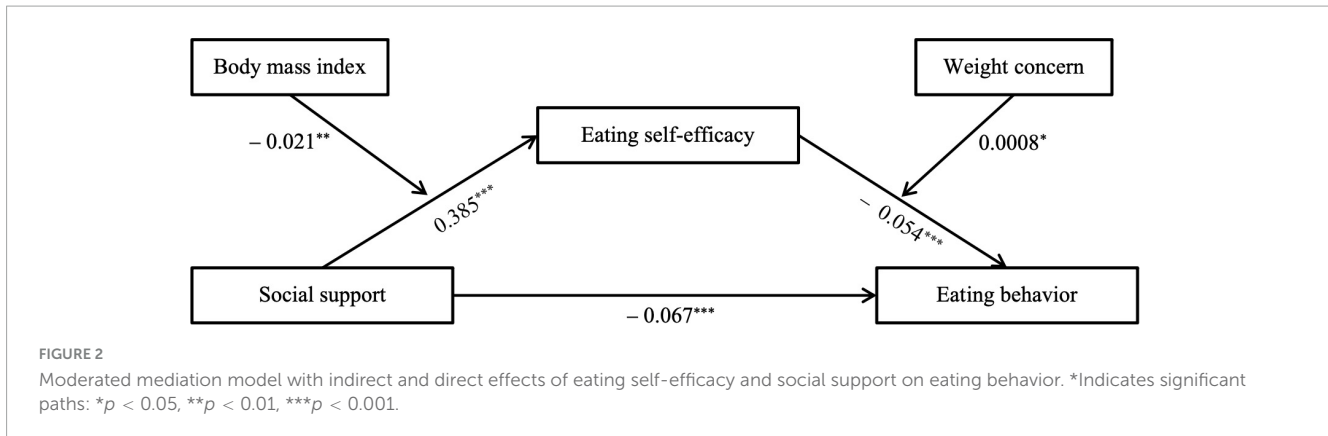 Body mass index
Weight concern
– 0.021**
Eating self-efficacy
0.0008*
0.385***
– 0.054***
Social support
Eating behavior
– 0.067***
FIGURE 2
Moderated mediation model with indirect and direct effects of eating self-efficacy and social support on eating behavior. *Indicates significant
paths: *p < 0.05, **p < 0.01, ***p < 0.001.